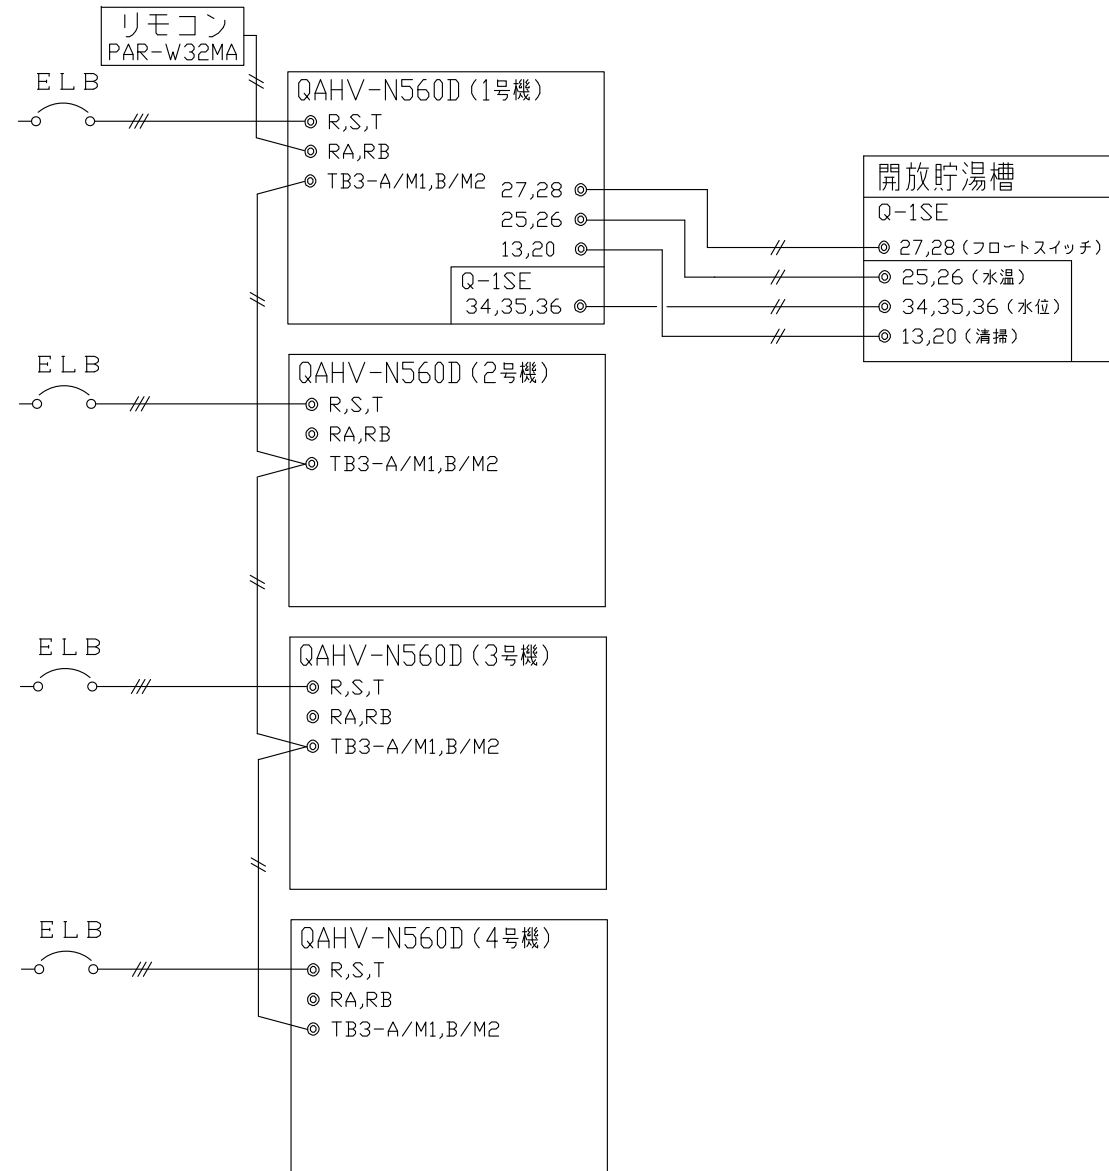 リモコン
PAR-W32MA
ELB
QAHV-N560D（1号機）
R,S,T
RA,RB
TB3-A/M1,B/M2
27,28
25,26
13,20
Q-1SE
34,35,36
開放貯湯槽
Q-1SE
27,28（フロートスイッチ）
25,26（水温）
34,35,36（水位）
13,20（清掃）
ELB
QAHV-N560D（2号機）
R,S,T
RA,RB
TB3-A/M1,B/M2
ELB
QAHV-N560D（3号機）
R,S,T
RA,RB
TB3-A/M1,B/M2
ELB
QAHV-N560D（4号機）
R,S,T
RA,RB
TB3-A/M1,B/M2